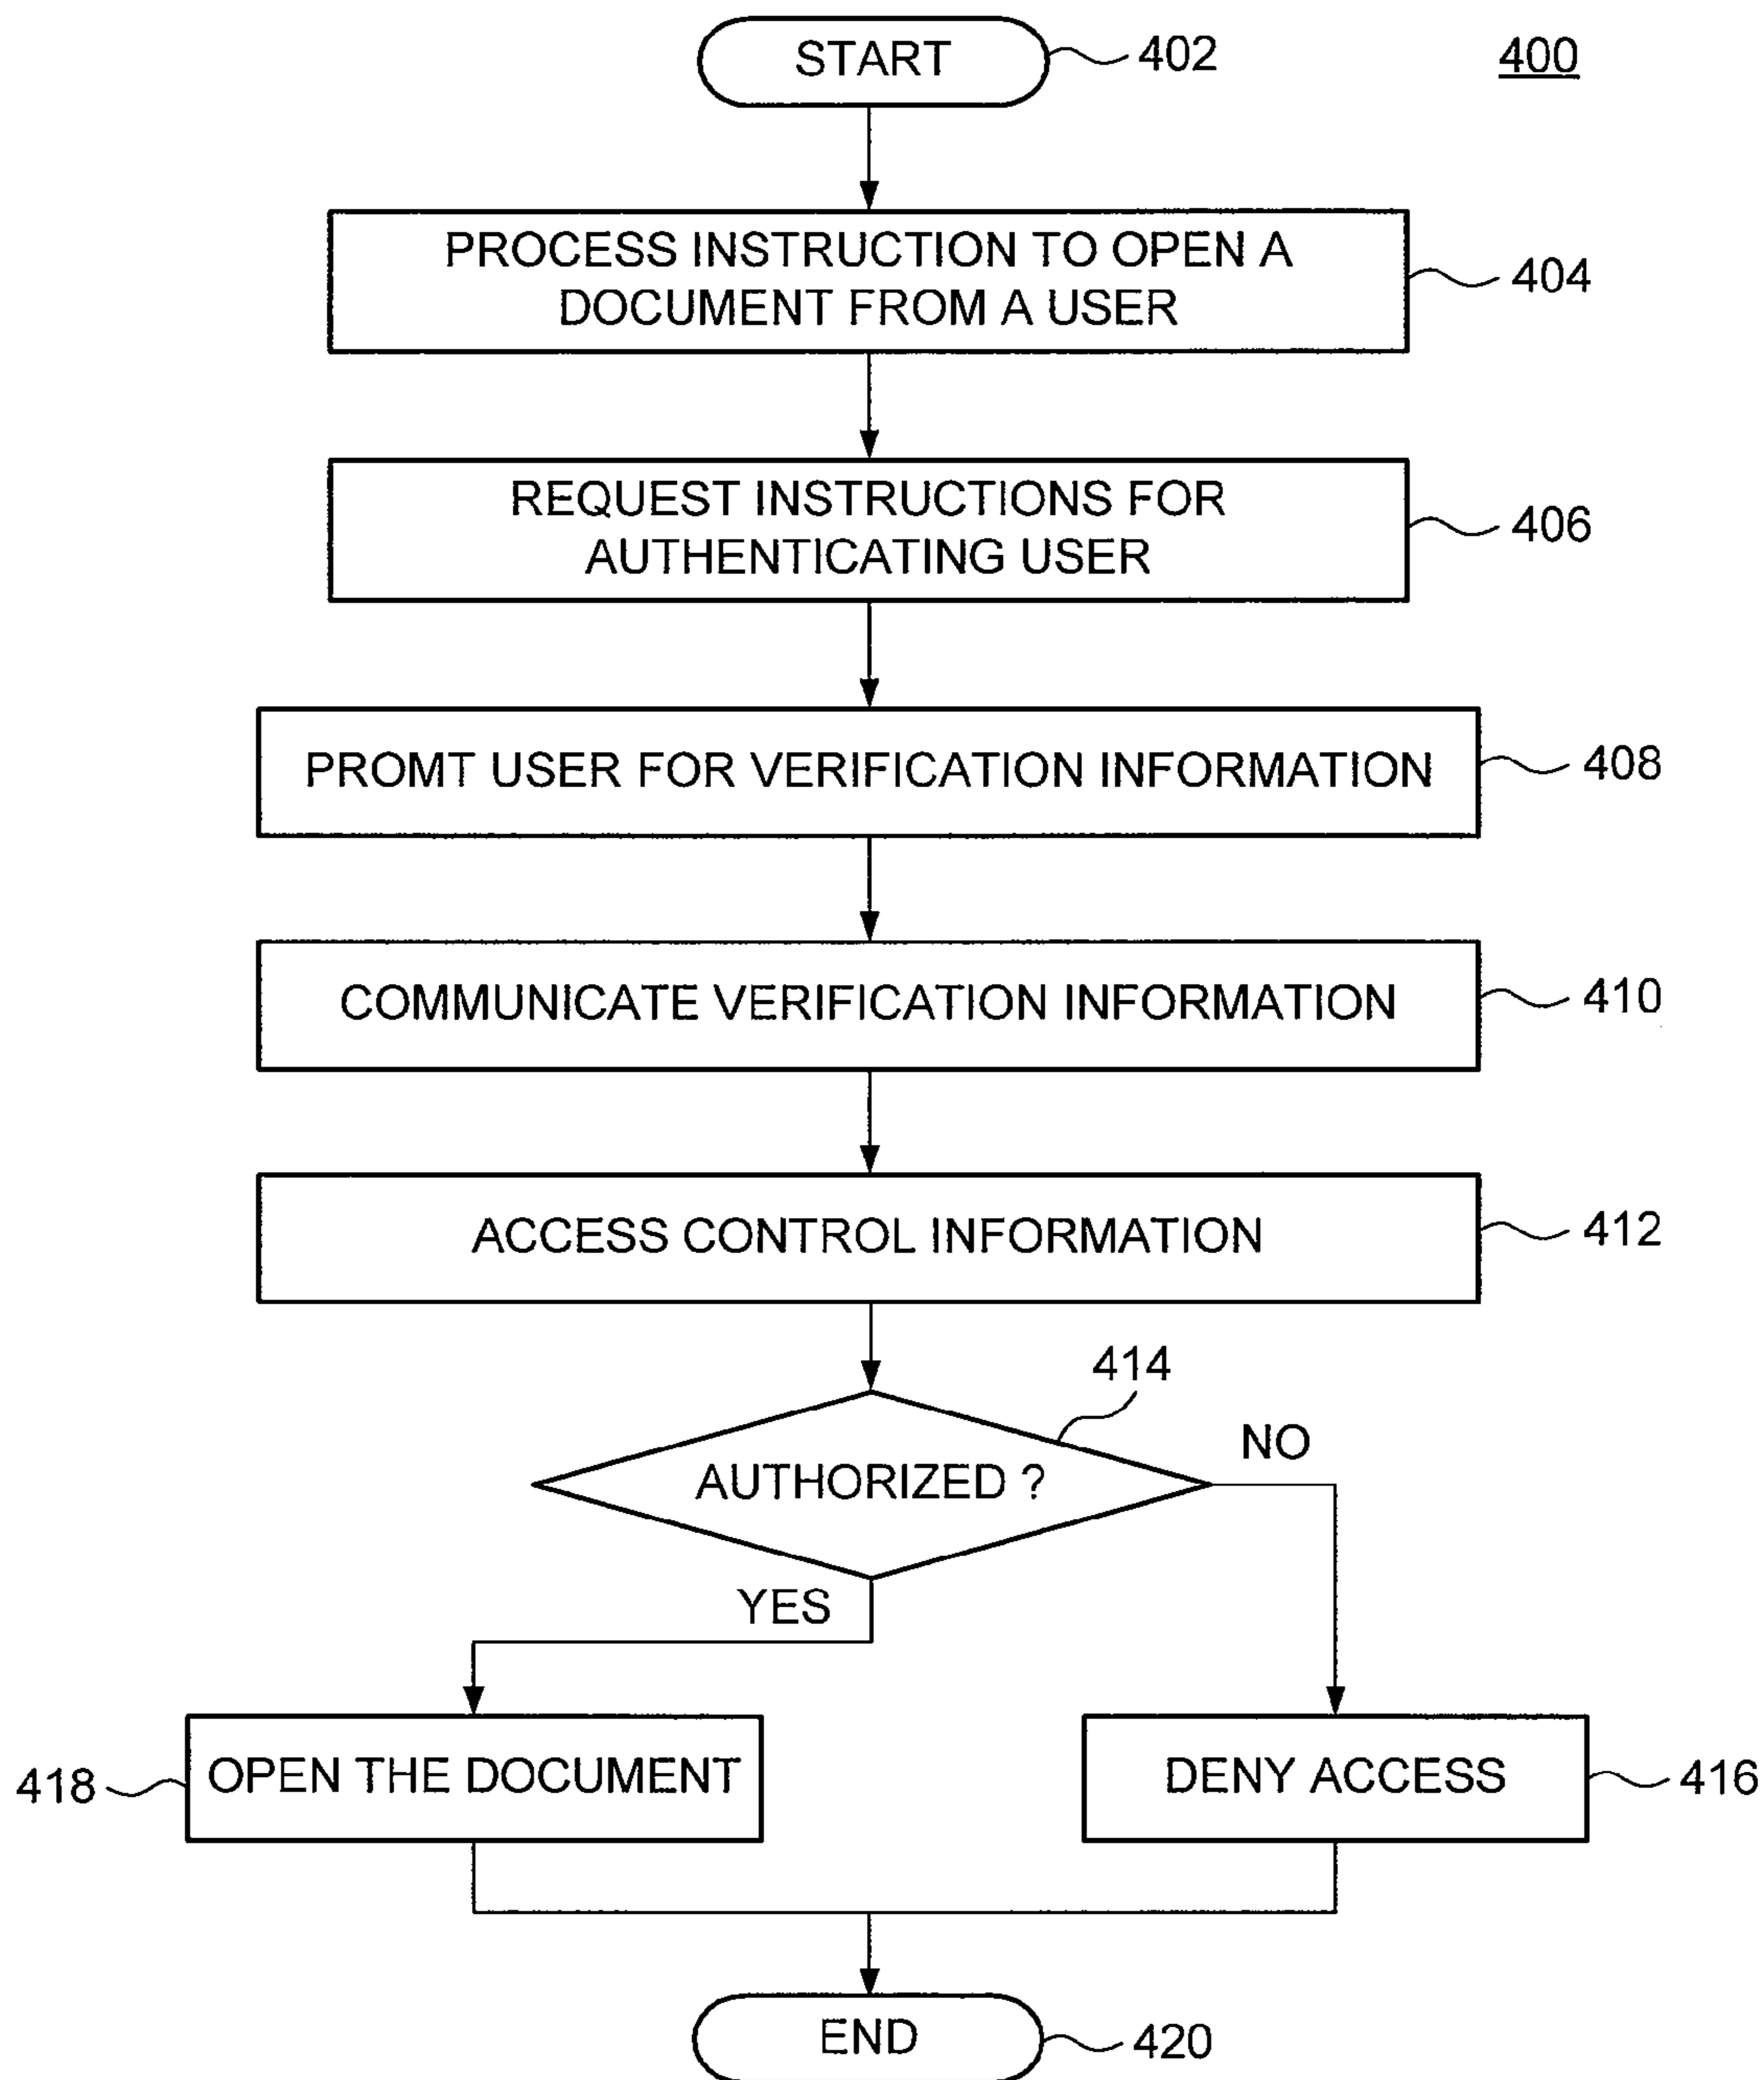 START
402
400
PROCESS INSTRUCTION TO OPEN A
DOCUMENT FROM A USER
404
REQUEST INSTRUCTIONS FOR
AUTHENTICATING USER
406
PROMT USER FOR VERIFICATION INFORMATION
408
COMMUNICATE VERIFICATION INFORMATION
410
ACCESS CONTROL INFORMATION
412
414
AUTHORIZED ?
NO
YES
418
OPEN THE DOCUMENT
DENY ACCESS
416
END
420